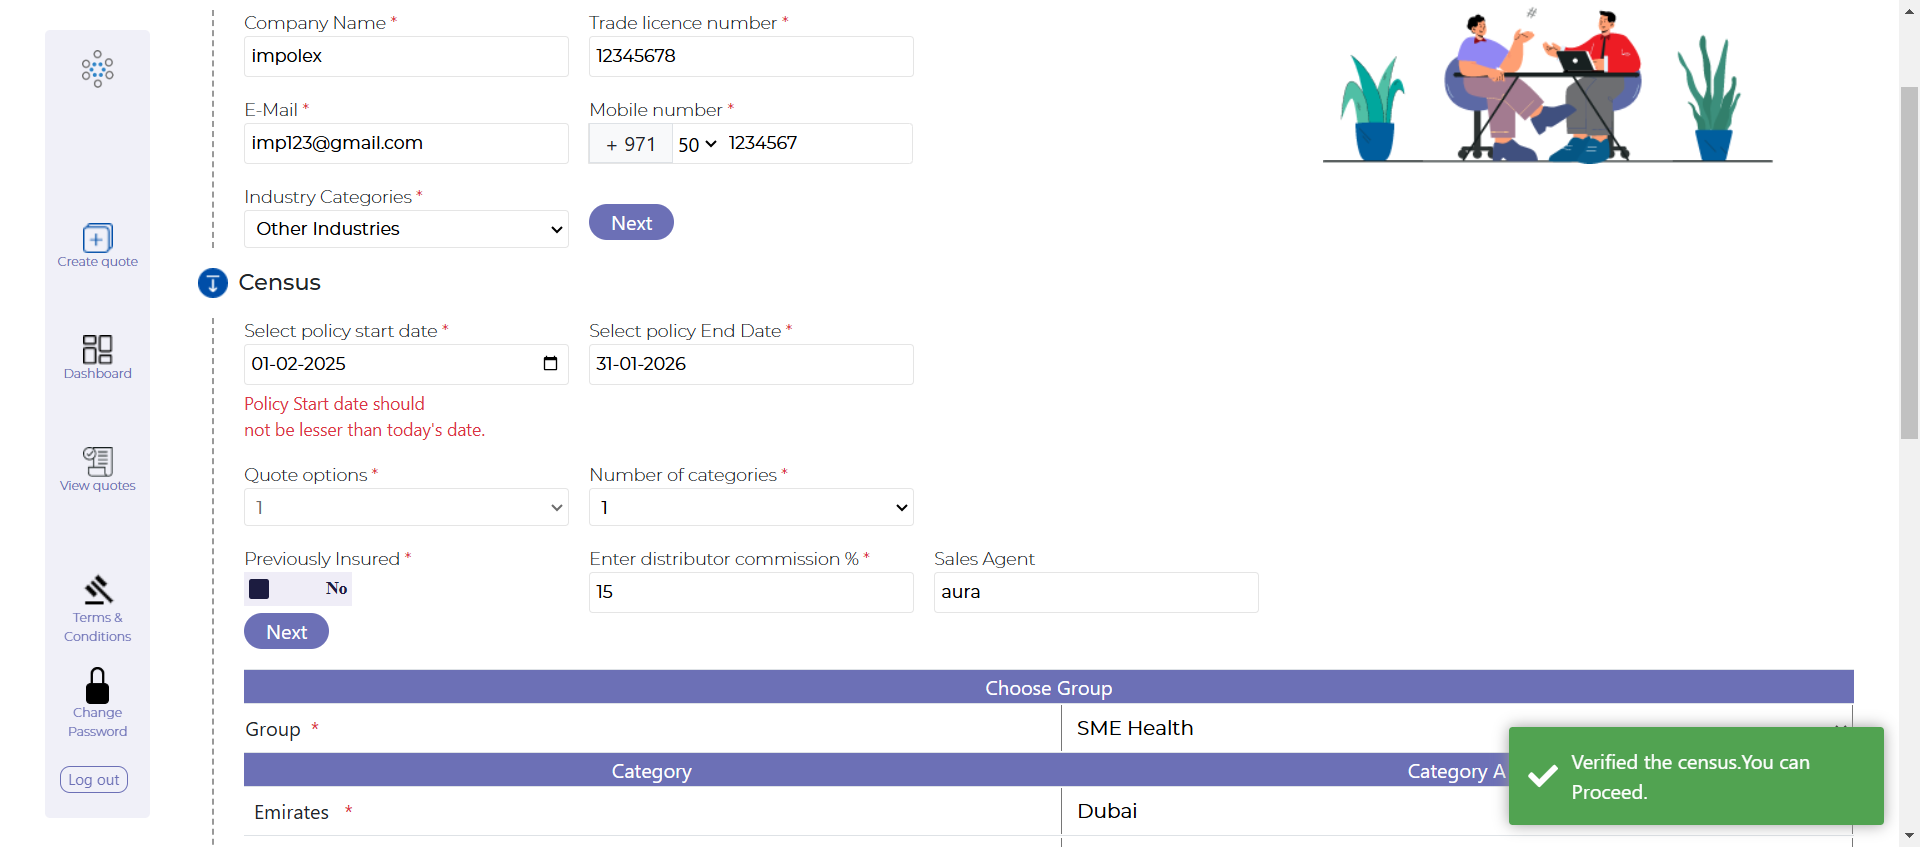 Company Name *
Trade licence number *
impolex
12345678
#
E-Mail *
Mobile number *
imp123@gmail.com
+ 971
50
1234567
Industry Categories *
Other Industries
Next
Create quote
Census
Select policy start date *
Select policy End Date *
01-02-2025
31-01-2026
Policy Start date should
not be lesser than today's date.
Dashboard
Quote options *
Number of categories *
1
1
View quotes
Previously Insured *
Enter distributor commission % *
Sales Agent
No
15
aura
Next
Terms &
Conditions
Choose Group
Group *
SME Health
Change
Password
Category
Category A
Log out
Verified the census.You can
Proceed.
Emirates *
Dubai